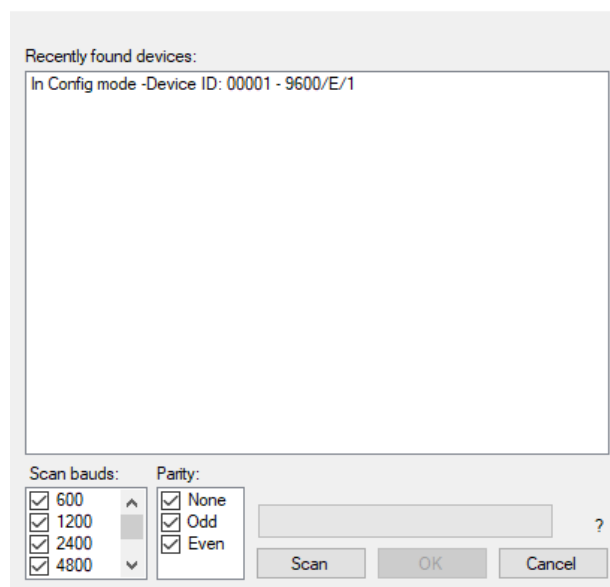 Recently found devices:
In Config mode -Device ID: 00001 - 9600/E/1
Scan bauds:
Parity:
600
1200
2400
4800
None
Odd
Even
?
Scan
OK
Cancel